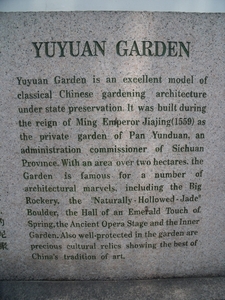 YUYUAN GARDEN
Yuyuan Garden is an excellent model of
classical Chinese gardening architecture
under state preservation. It was built during
the reign of Ming Emperor Jiajing(1559) as
the private garden of Pan Yunduan, an
administration commissioner of Sichuan
Province. With an area over two hectares, the
Garden is famous for a number of
architectural marvels, including the Big
Rockery, the "Naturally-Hollowed-Jade"
Boulder, the Hall of an Emerald Touch of
Spring, the Ancient Opera Stage and the Inner
Garden. Also well-protected in the garden are
precious cultural relics showing the best of
China's tradition of art.